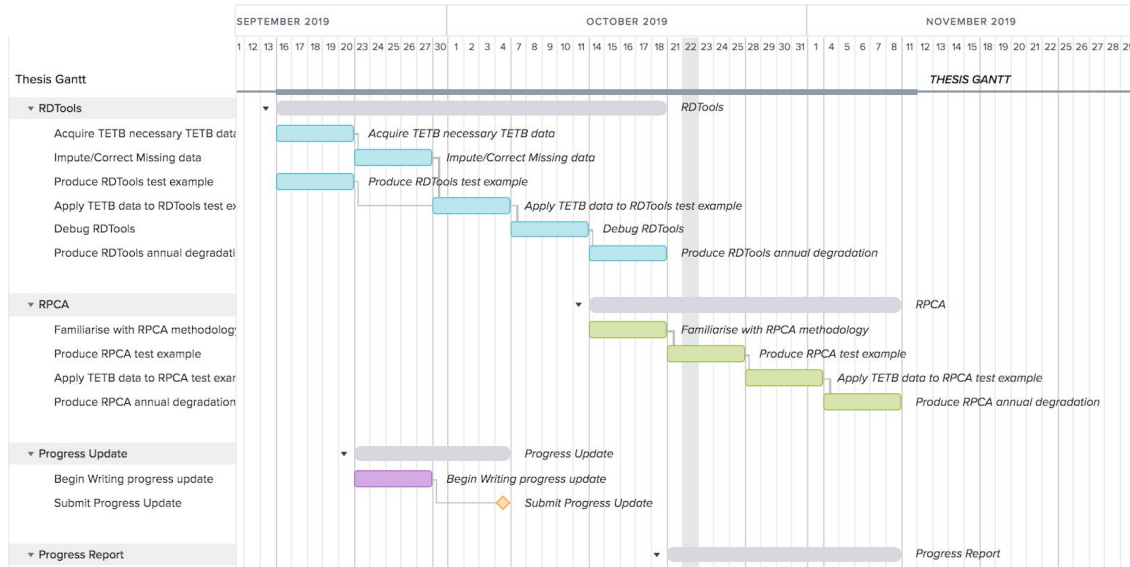 SEPTEMBER 2019 OCTOBER 2019 NOVEMBER 2019
1 12 13 16 17 18 19 20 23 24 25 26 27 30 1 2 3 4 7 8 9 10 11 14 15 16 17 18 21 22 23 24 25 28 29 30 31 1 4 5 6 7 8 11 12 13 14 15 18 19 20 21 22 25 26 27 28 29
Thesis Gantt THESIS GANTT
RDTools RDTools
Acquire TETB necessary TETB data Acquire TETB necessary TETB data
Impute/Correct Missing data Impute/Correct Missing data
Produce RDTools test example Produce RDTools test example
Apply TETB data to RDTools test ex Apply TETB data to RDTools test example
Debug RDTools Debug RDTools
Produce RDTools annual degradati Produce RDTools annual degradation
RPCA RPCA
Familiarise with RPCA methodology Familiarise with RPCA methodology
Produce RPCA test example Produce RPCA test example
Apply TETB data to RPCA test exar Apply TETB data to RPCA test example
Produce RPCA annual degradation Produce RPCA annual degradation
Progress Update Progress Update
Begin Writing progress update Begin Writing progress update
Submit Progress Update Submit Progress Update
Progress Report Progress Report